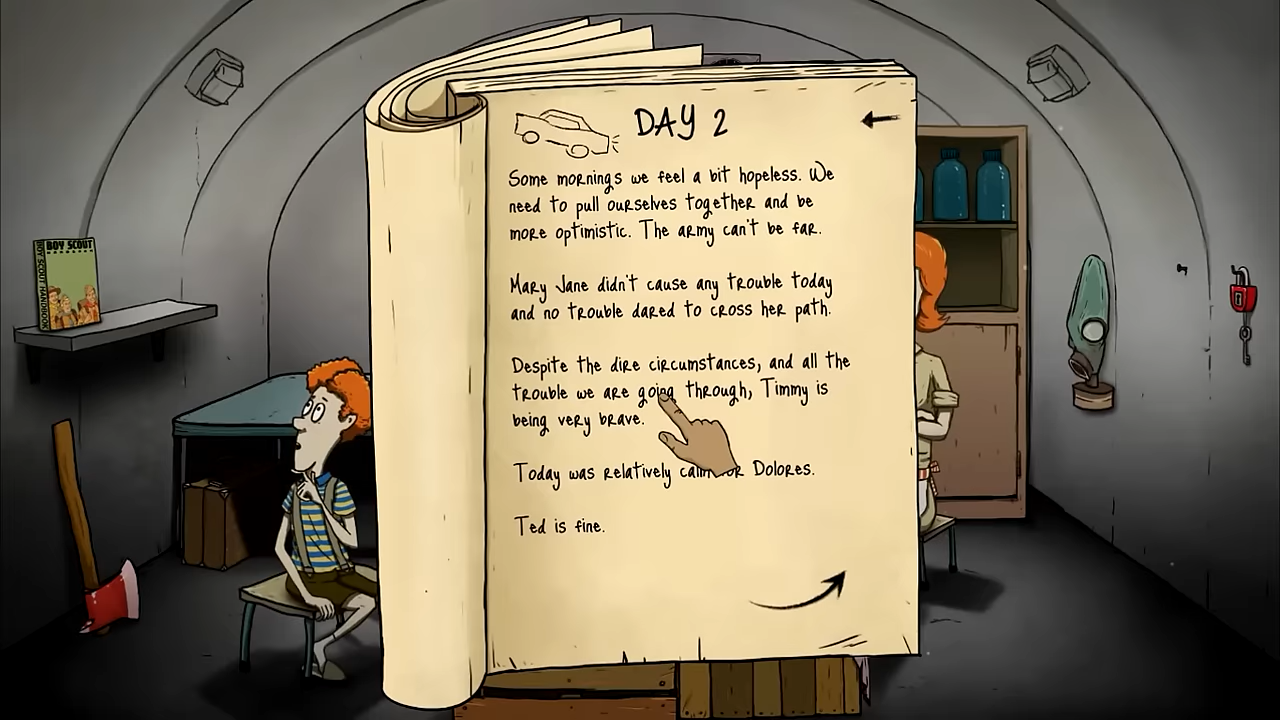 DAY 2
Some mornings we feel a bit hopeless. We
need to pull ourselves together and be
more optimistic. The army can't be far.
Mary Jane didn't cause any trouble today
and no trouble dared to cross her path.
Despite the dire circumstances, and all the
trouble we are going through, Timmy is
being very brave.
Today was relatively Dolores.
Ted is fine.
BOY SCOUT
BOY SCOUT HANDBOOK